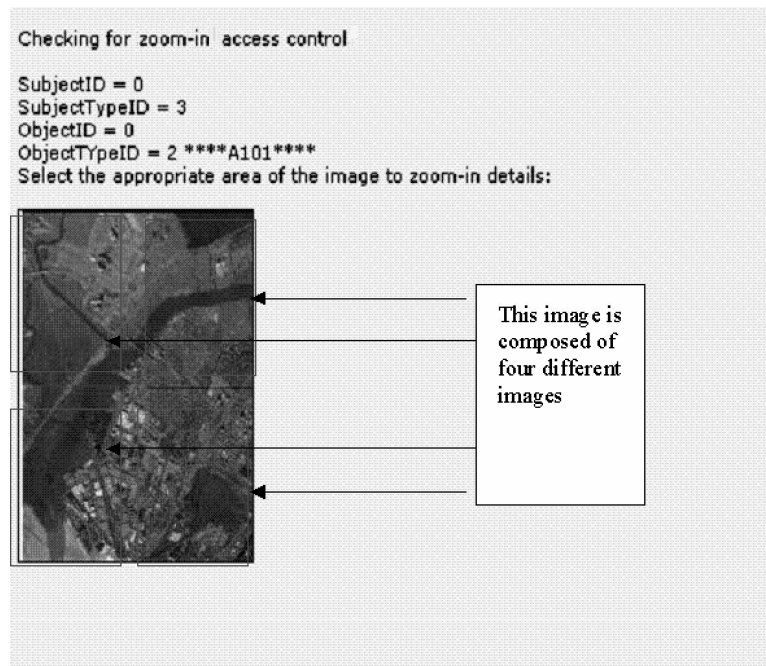 Checking for zoom-in access control
SubjectID = 0
SubjectTypeID = 3
ObjectID = 0
ObjectTYpeID = 2 ****A101****
Select the appropriate area of the image to zoom-in details:
This image is
composed of
four different
images